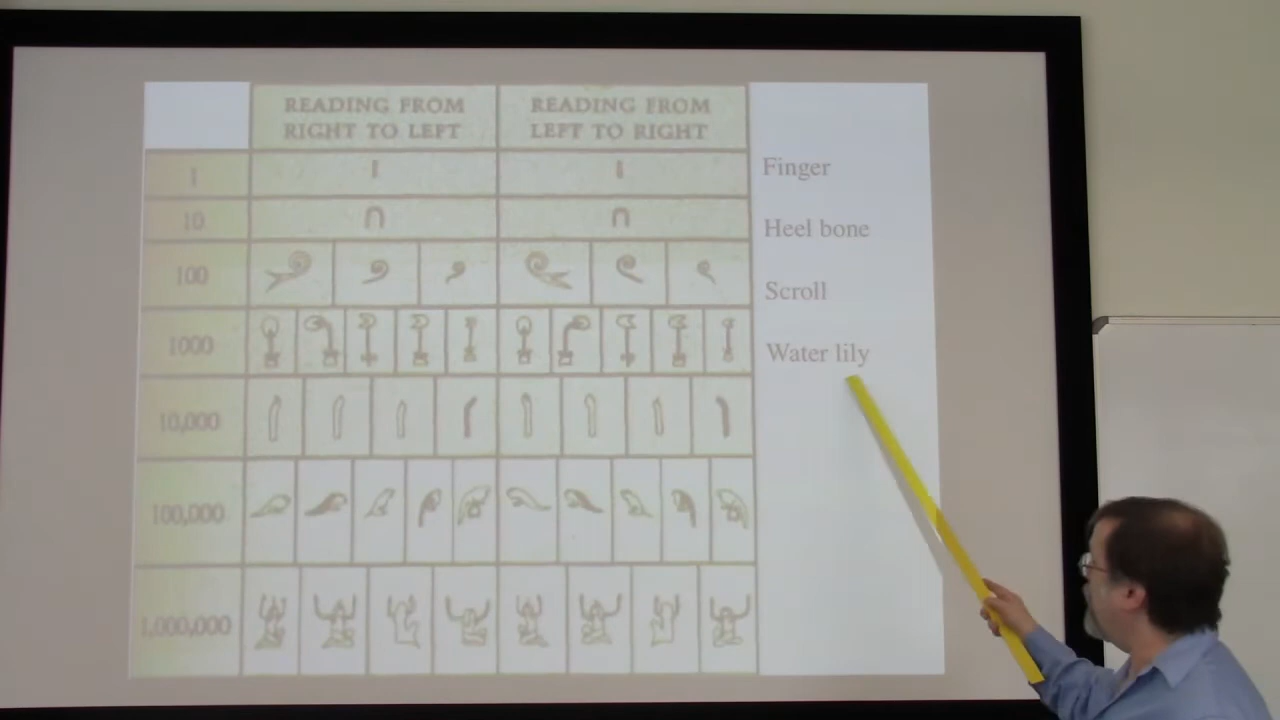 READING FROM
RIGHT TO LEFT
READING FROM
LEFT TO RIGHT
1
Finger
10
Heel bone
100
Scroll
1000
Water lily
10,000
100,000
1,000,000